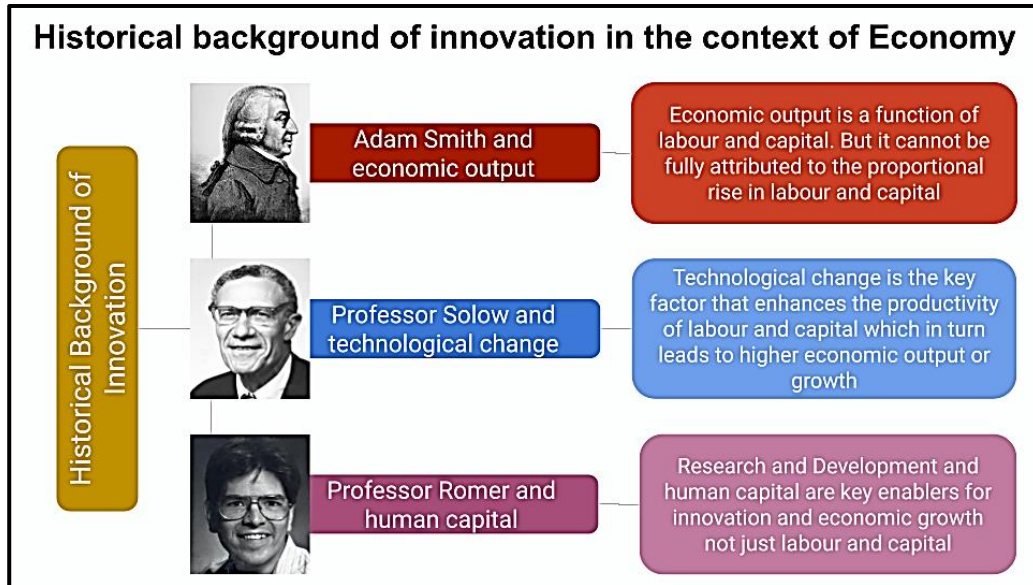 Historical background of innovation in the context of Economy
Historical Background of
Innovation
Adam Smith and
economic output
Economic output is a function of
labour and capital. But it cannot be
fully attributed to the proportional
rise in labour and capital
Professor Solow and
technological change
Technological change is the key
factor that enhances the productivity
of labour and capital which in turn
leads to higher economic output or
growth
Professor Romer and
human capital
Research and Development and
human capital are key enablers for
innovation and economic growth
not just labour and capital